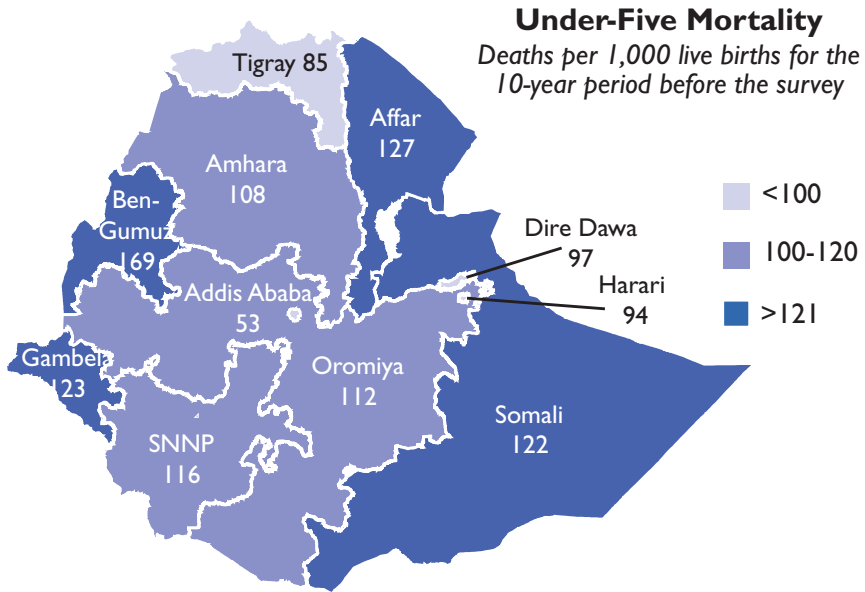 Under-Five Mortality
Deaths per 1,000 live births for the
10-year period before the survey
Tigray 85
Affar
127
Amhara
108
Ben-
Gumuz
169
Dire Dawa
97
Harari
94
<100
100-120
>121
Addis Ababa
53
Gambela
123
Oromiya
112
SNNP
116
Somali
122